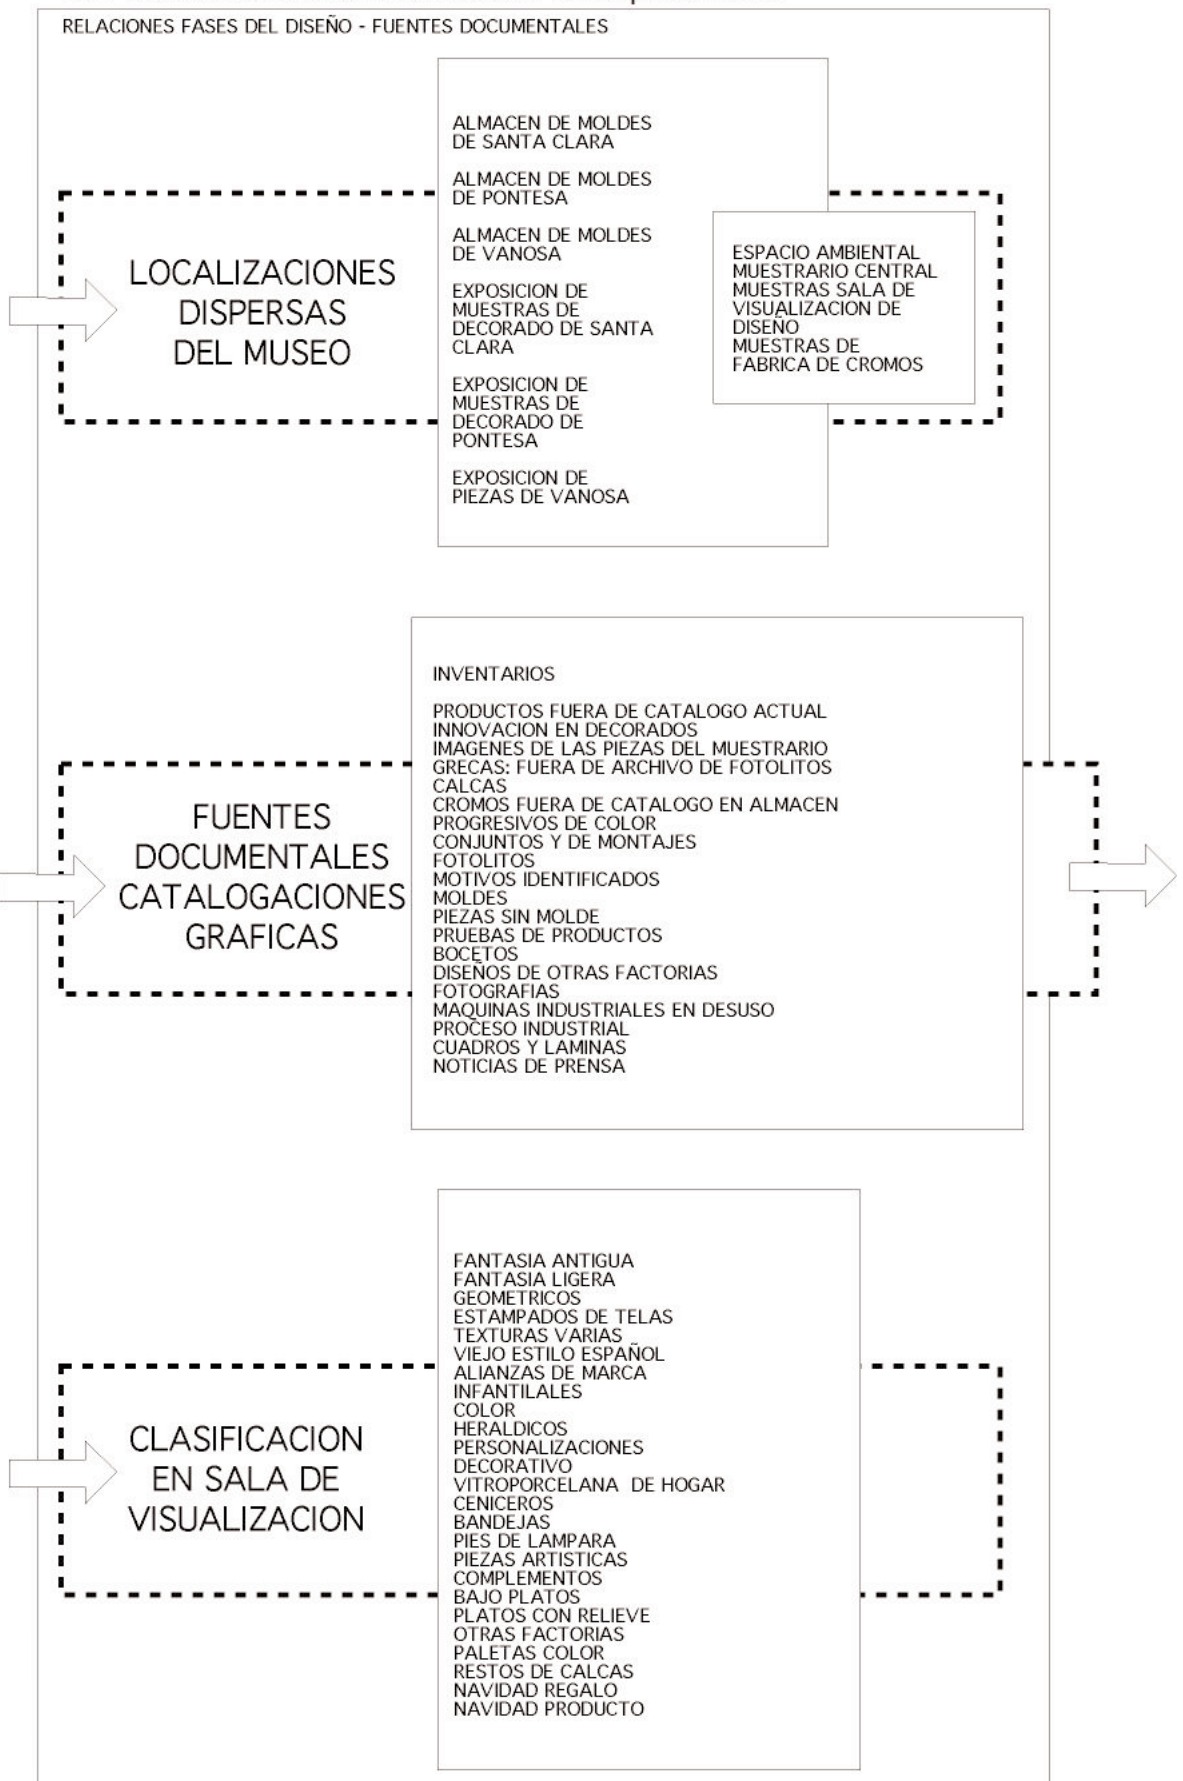 RELACIONES FASES DEL DISEÑO - FUENTES DOCUMENTALES
LOCALIZACIONES
DISPERSAS
DEL MUSEO
ALMACEN DE MOLDES
DE SANTA CLARA
ALMACEN DE MOLDES
DE PONTESA
ALMACEN DE MOLDES
DE VANOSA
EXPOSICION DE
MUESTRAS DE
DECORADO DE SANTA
CLARA
EXPOSICION DE
MUESTRAS DE
DECORADO DE
PONTESA
EXPOSICION DE
PIEZAS DE VANOSA
ESPACIO AMBIENTAL
MUESTRARIO CENTRAL
MUESTRAS SALA DE
VISUALIZACION DE
DISEÑO
MUESTRAS DE
FABRICA DE CROMOS
FUENTES
DOCUMENTALES
CATALOGACIONES
GRAFICAS
INVENTARIOS
PRODUCTOS FUERA DE CATALOGO ACTUAL
INNOVACION EN DECORADOS
IMAGENES DE LAS PIEZAS DEL MUESTRARIO
GRECAS: FUERA DE ARCHIVO DE FOTOLITOS
CALCAS
CROMOS FUERA DE CATALOGO EN ALMACEN
PROGRESIVOS DE COLOR
CONJUNTOS Y DE MONTAJES
FOTOLITOS
MOTIVOS IDENTIFICADOS
MOLDES
PIEZAS SIN MOLDE
PRUEBAS DE PRODUCTOS
BOCETOS
DISEÑOS DE OTRAS FACTORIAS
FOTOGRAFIAS
MAQUINAS INDUSTRIALES EN DESUSO
PROCESO INDUSTRIAL
CUADROS Y LAMINAS
NOTICIAS DE PRENSA
CLASIFICACION
EN SALA DE
VISUALIZACION
FANTASIA ANTIGUA
FANTASIA LIGERA
GEOMETRICOS
ESTAMPADOS DE TELAS
TEXTURAS VARIAS
VIEJO ESTILO ESPAÑOL
ALIANZAS DE MARCA
INFANTILALES
COLOR
HERALDICOS
PERSONALIZACIONES
DECORATIVO
VITROPORCELANA DE HOGAR
CENICEROS
BANDEJAS
PIES DE LAMPARA
PIEZAS ARTISTICAS
COMPLEMENTOS
BAJO PLATOS
PLATOS CON RELIEVE
OTRAS FACTORIAS
PALETAS COLOR
RESTOS DE CALCAS
NAVIDAD REGALO
NAVIDAD PRODUCTO